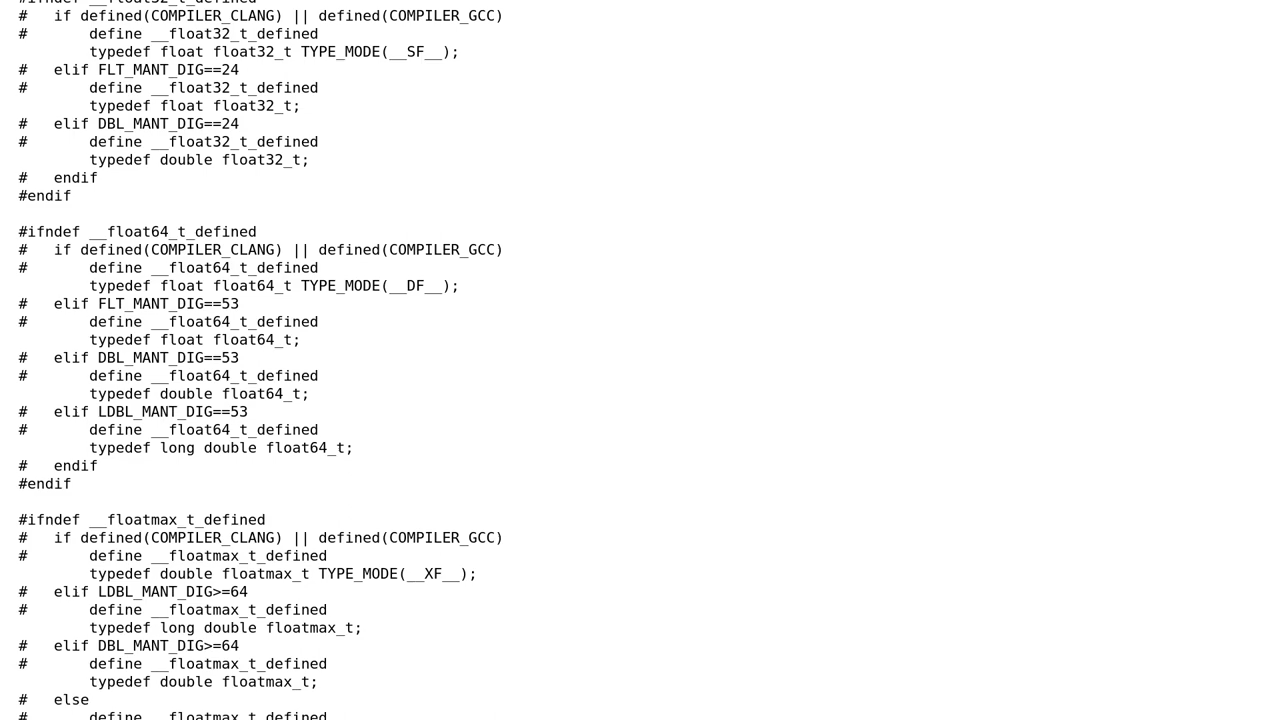 #ifndef __float32_t_defined
#   if defined(COMPILER_CLANG) || defined(COMPILER_GCC)
#       define __float32_t_defined
        typedef float float32_t TYPE_MODE(__SF__);
#   elif FLT_MANT_DIG==24
#       define __float32_t_defined
        typedef float float32_t;
#   elif DBL_MANT_DIG==24
#       define __float32_t_defined
        typedef double float32_t;
#   endif
#endif

#ifndef __float64_t_defined
#   if defined(COMPILER_CLANG) || defined(COMPILER_GCC)
#       define __float64_t_defined
        typedef float float64_t TYPE_MODE(__DF__);
#   elif FLT_MANT_DIG==53
#       define __float64_t_defined
        typedef float float64_t;
#   elif DBL_MANT_DIG==53
#       define __float64_t_defined
        typedef double float64_t;
#   elif LDBL_MANT_DIG==53
#       define __float64_t_defined
        typedef long double float64_t;
#   endif
#endif

#ifndef __floatmax_t_defined
#   if defined(COMPILER_CLANG) || defined(COMPILER_GCC)
#       define __floatmax_t_defined
        typedef double floatmax_t TYPE_MODE(__XF__);
#   elif LDBL_MANT_DIG>=64
#       define __floatmax_t_defined
        typedef long double floatmax_t;
#   elif DBL_MANT_DIG>=64
#       define __floatmax_t_defined
        typedef double floatmax_t;
#   else
#       define __floatmax_t_defined